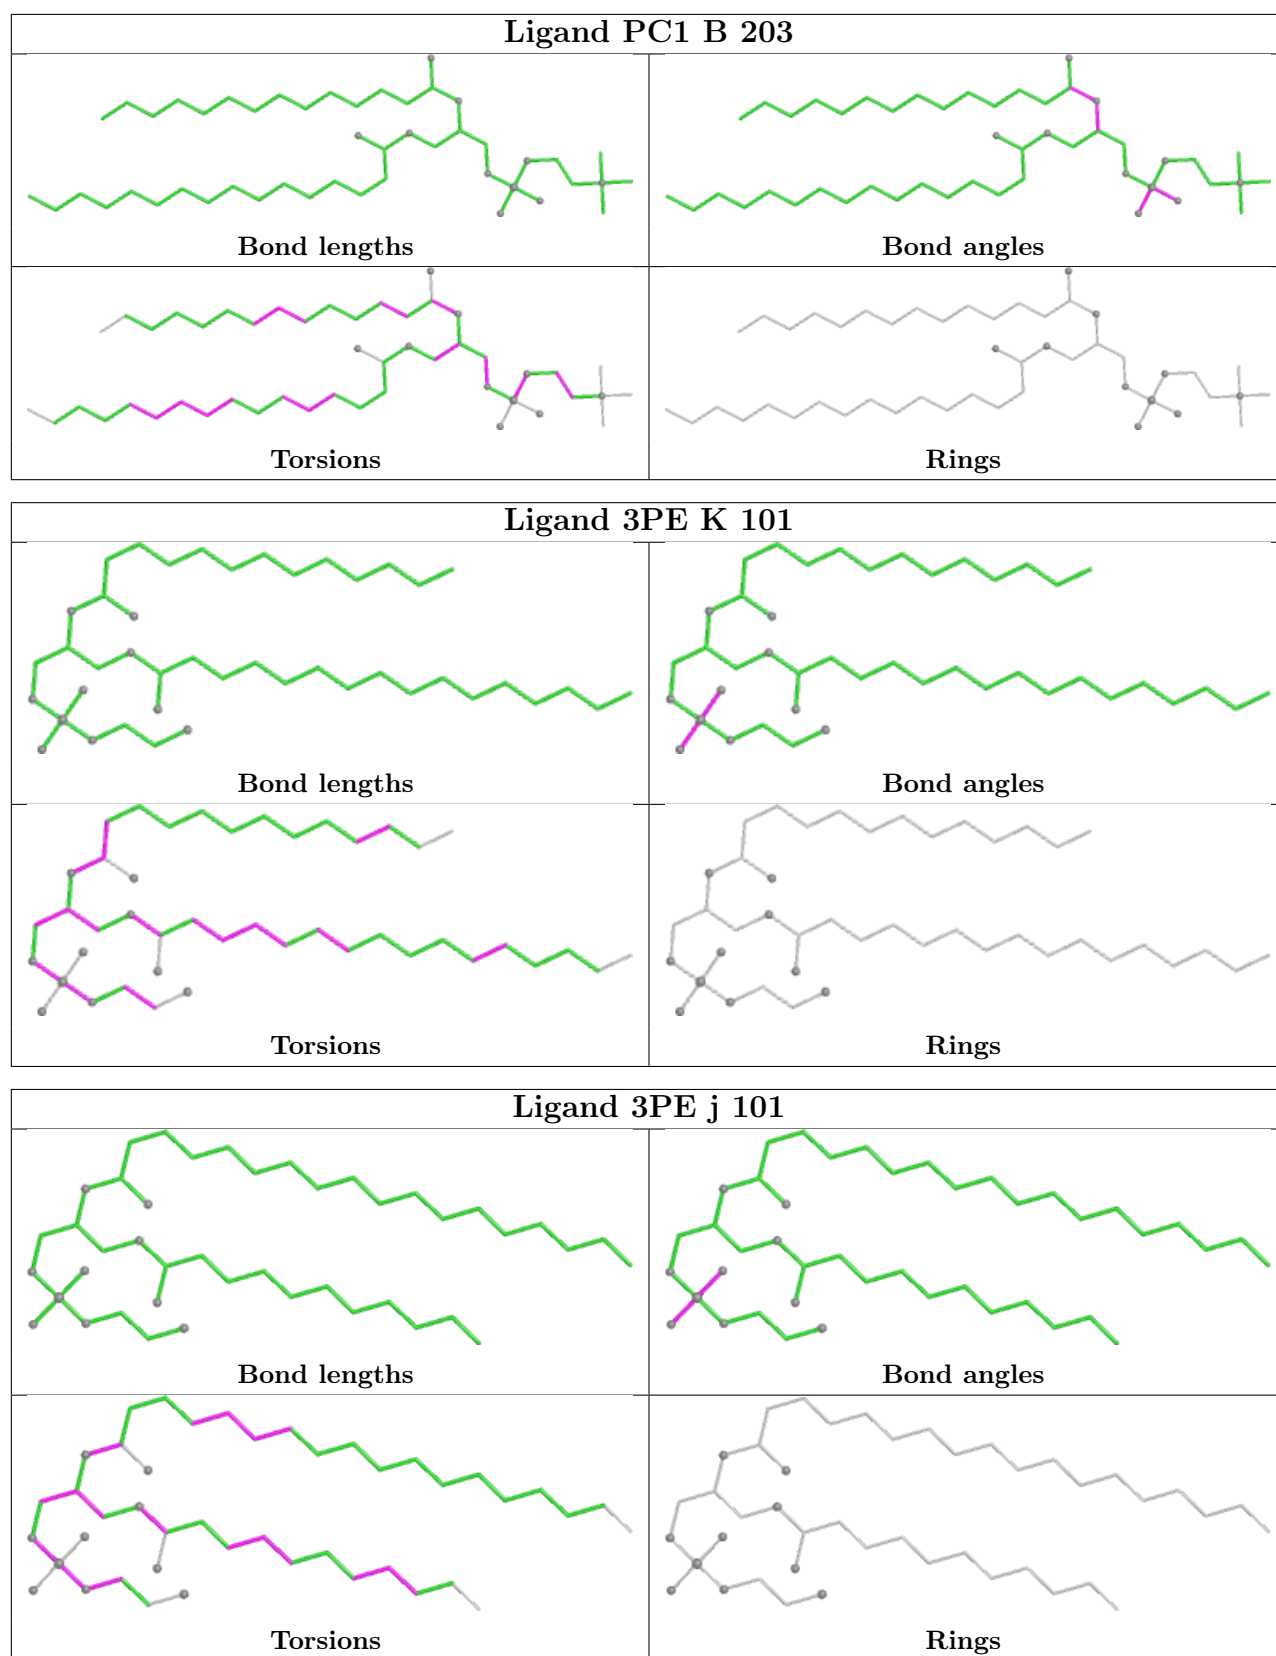 Ligand PC1 B 203
Bond lengths
Bond angles
Torsions
Rings
Ligand 3PE K 101
Bond lengths
Bond angles
Torsions
Rings
Ligand 3PE j 101
Bond lengths
Bond angles
Torsions
Rings